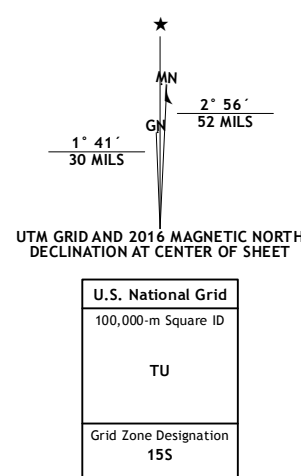 ★
MN
GN
2° 56´
52 MILS
1° 41´
30 MILS
UTM GRID AND 2016 MAGNETIC NORTH
DECLINATION AT CENTER OF SHEET
U.S. National Grid
100,000-m Square ID
TU
Grid Zone Designation
15S